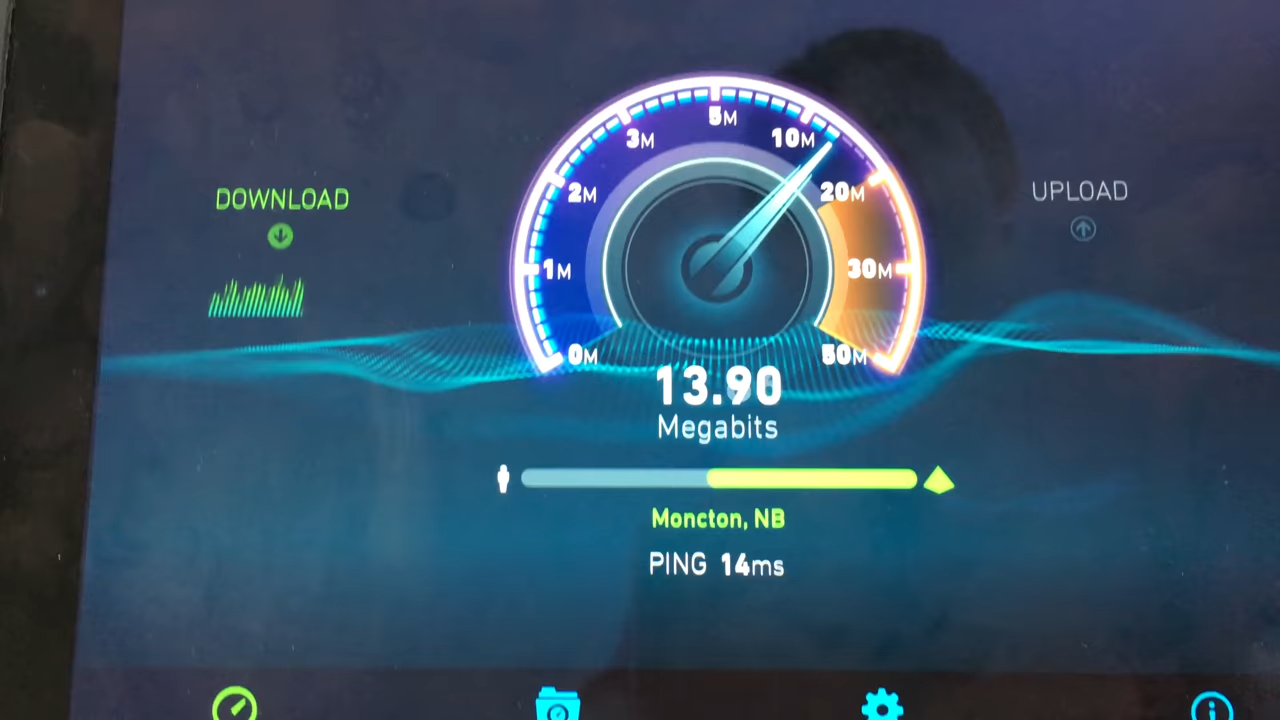 DOWNLOAD
UPLOAD
0M
1M
2M
3M
5M
10M
20M
30M
50M
13.90
Megabits
Moncton, NB
PING 14ms